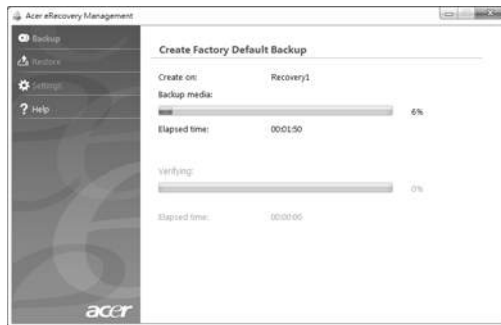 Acer eRecovery Management
Backup
Restore
Settings
Help
Create Factory Default Backup
Create on: Recovery1
Backup media:
6%
Elapsed time: 00:01:50
Verifying:
0%
Elapsed time: 00:00:00
acer